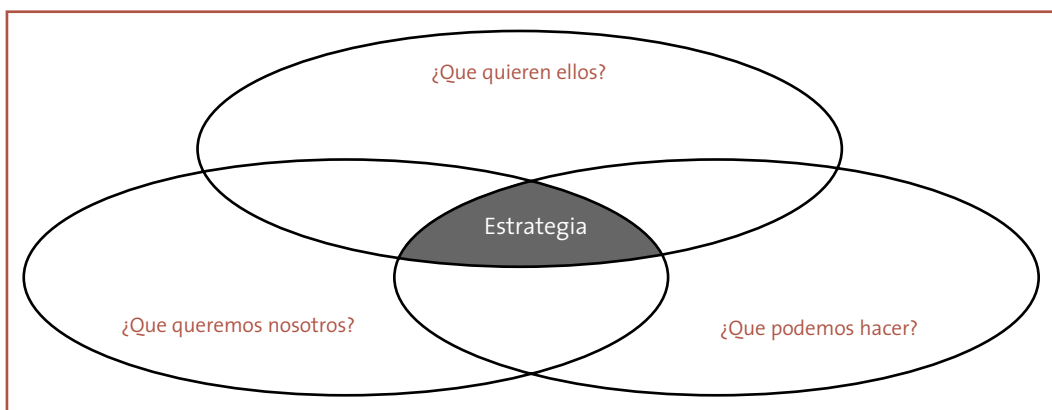 ¿Que quieren ellos?
Estrategia
¿Que queremos nosotros?
¿Que podemos hacer?